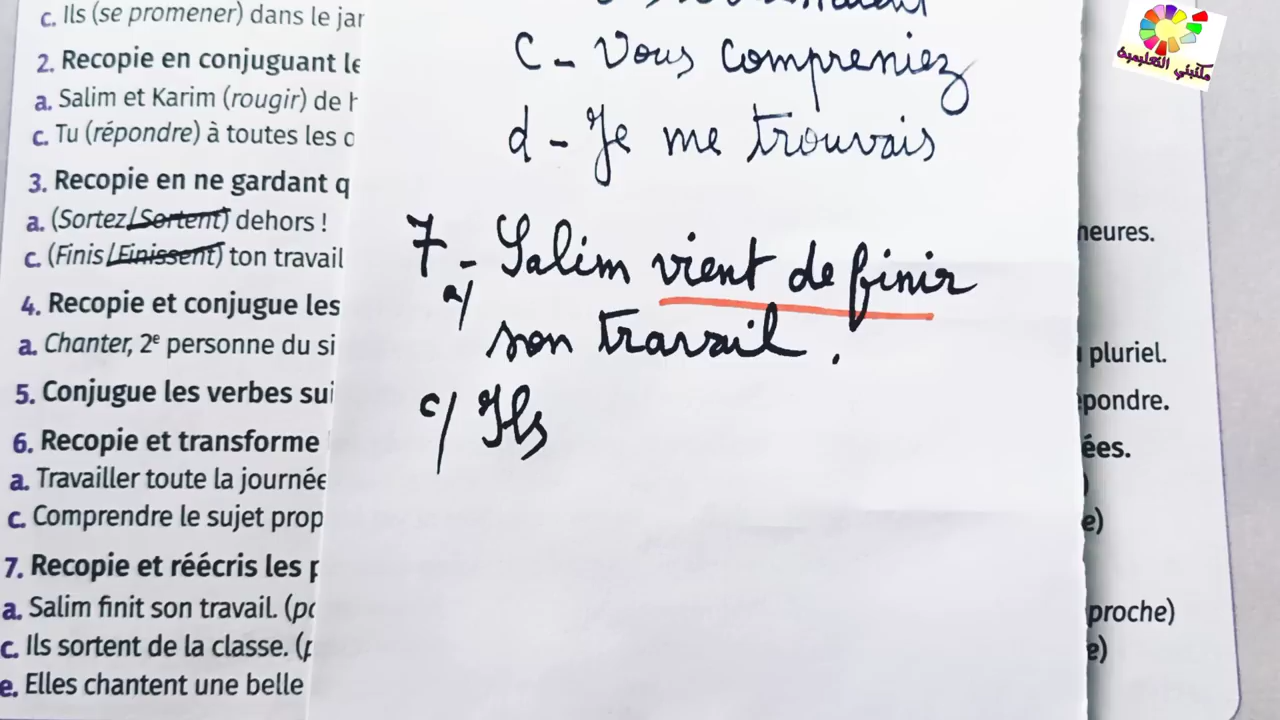 c. Ils (se promener) dans le jar
2. Recopie en conjuguant le
a. Salim et Karim (rougir) de h
c. Tu (répondre) à toutes les
3. Recopie en ne gardant q
a. (Sortez/Sortent) dehors !
c. (Finis/Finissent) ton travail
4. Recopie et conjugue les
a. Chanter, 2e personne du si
5. Conjugue les verbes sui
6. Recopie et transforme
a. Travailler toute la journée
c. Comprendre le sujet prop
7. Recopie et réécris les p
a. Salim finit son travail. (pa
c. Ils sortent de la classe. (p
e. Elles chantent une belle
c - Vous compreniez
d - Je me trouvais
7 - Salim vient de finir
a/
son travail.
c/ Ils
heures.
pluriel.
épondre.
ées.
)
e)
proche)
e)
مكتبتي التعليمية